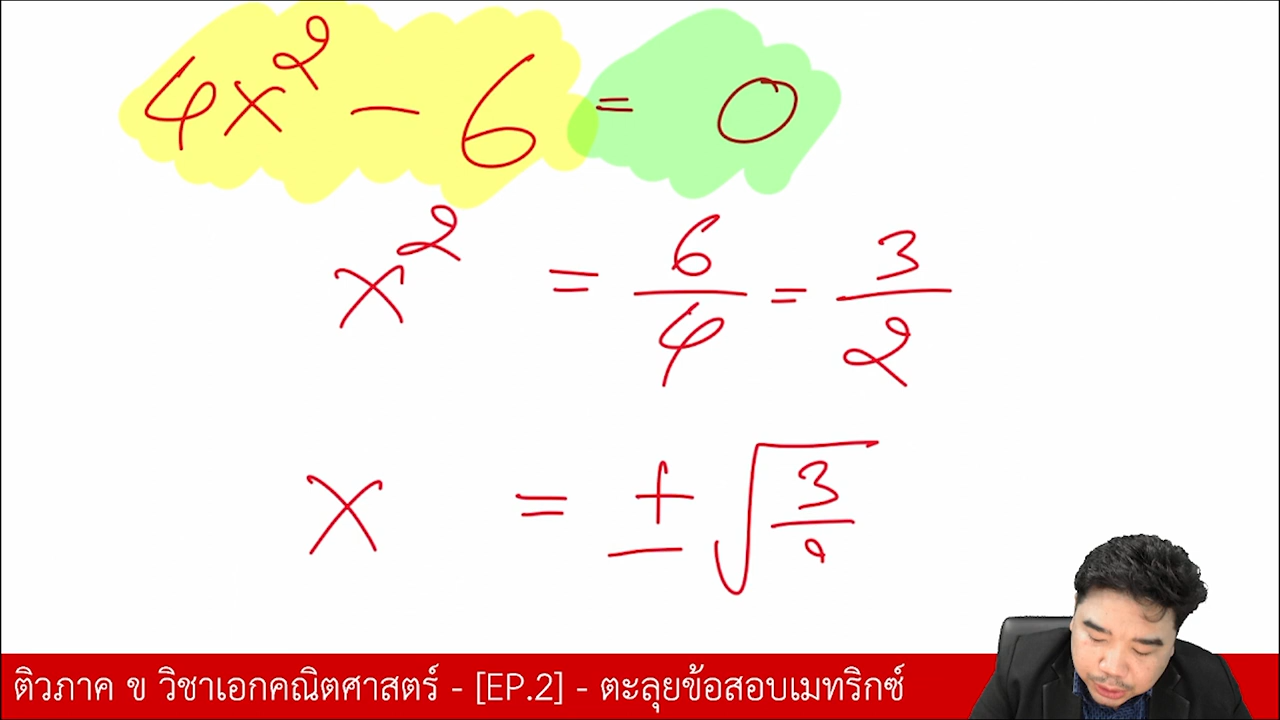 4x² - 6 = 0
x² = 6/4 = 3/2
x = ± √(3/2)
ติวภาค ข วิชาเอกคณิตศาสตร์ - [EP.2] - ตะลุยข้อสอบเมทริกซ์